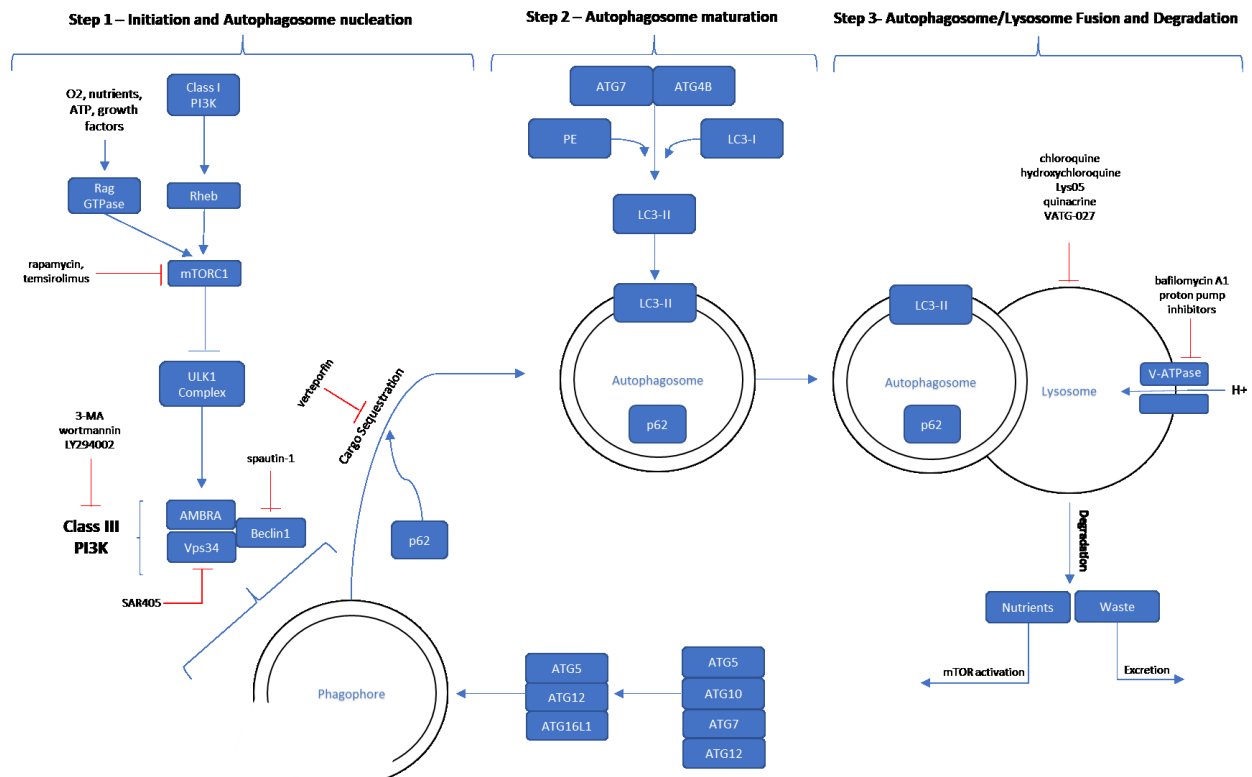 Step 1 – Initiation and Autophagosome nucleation
Step 2 – Autophagosome maturation
Step 3- Autophagosome/Lysosome Fusion and Degradation
O2, nutrients,
ATP, growth
factors
Class I
PI3K
Rag
GTPase
Rheb
rapamycin,
temsirolimus
mTORC1
ULK1
Complex
3-MA
wortmannin
LY294002
spautin-1
Class III
PI3K
AMBRA
Vps34
Beclin1
SAR405
verteporfin
Cargo Sequestration
p62
Phagophore
ATG5
ATG12
ATG16L1
ATG5
ATG10
ATG7
ATG12
ATG7
ATG4B
PE
LC3-I
LC3-II
LC3-II
Autophagosome
p62
chloroquine
hydroxychloroquine
Lys05
quinacrine
VATG-027
LC3-II
Autophagosome
p62
Lysosome
bafilomycin A1
proton pump
inhibitors
V-ATPase
H+
Degradation
Nutrients
Waste
mTOR activation
Excretion